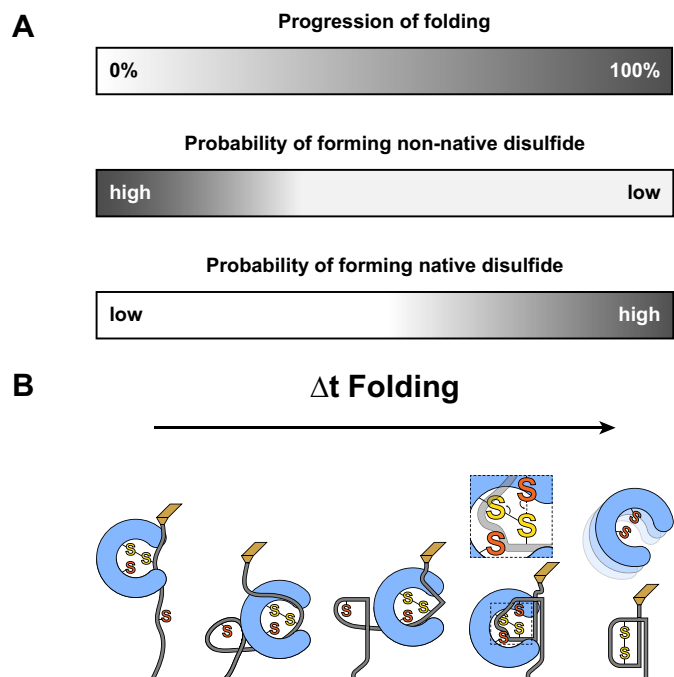 A
Progression of folding
0% 100%
Probability of forming non-native disulfide
high low
Probability of forming native disulfide
low high
B
Δt Folding
S
S S
S
S S
S S S
S S
S S S
S S S
S S
S S S
S S
S S S
S
S